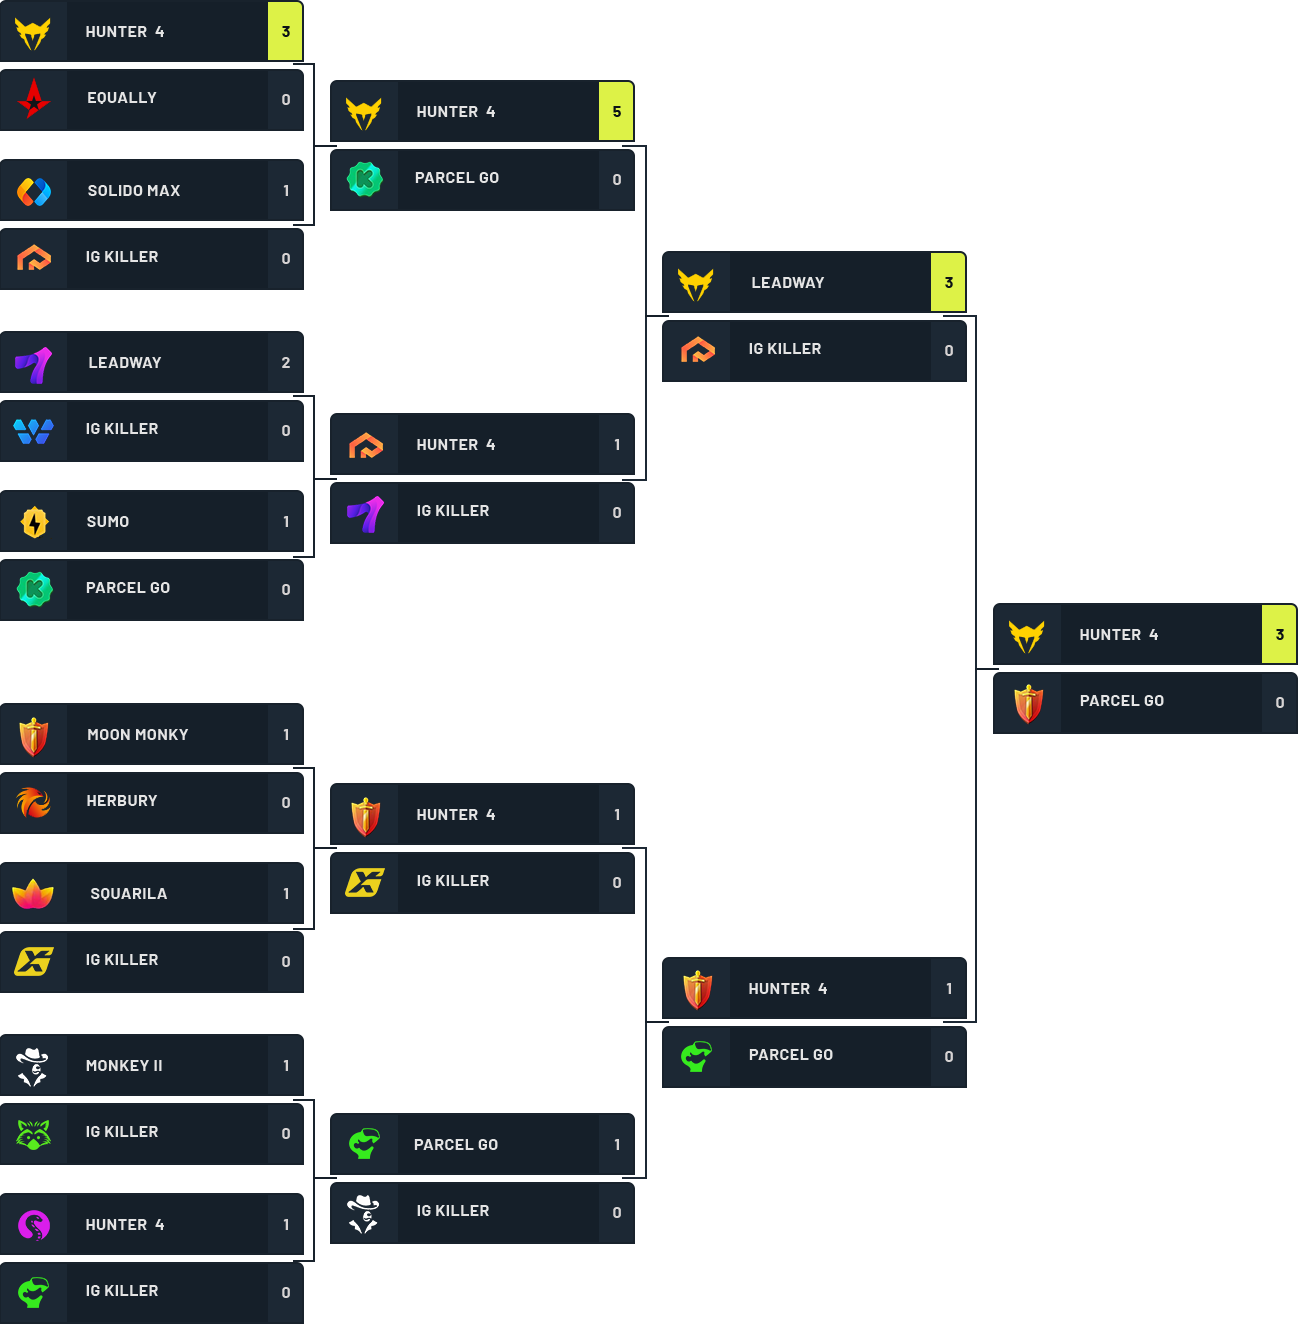 HUNTER 4 3
EQUALLY 0
SOLIDO MAX 1
IG KILLER 0
LEADWAY 2
IG KILLER 0
SUMO 1
PARCEL GO 0
MOON MONKY 1
HERBURY 0
SQUARILA 1
IG KILLER 0
MONKEY II 1
IG KILLER 0
HUNTER 4 1
IG KILLER 0
HUNTER 4 5
K PARCEL GO 0
HUNTER 4 1
IG KILLER 0
HUNTER 4 1
IG KILLER 0
PARCEL GO 1
IG KILLER 0
LEADWAY 3
IG KILLER 0
HUNTER 4 1
PARCEL GO 0
HUNTER 4 3
PARCEL GO 0